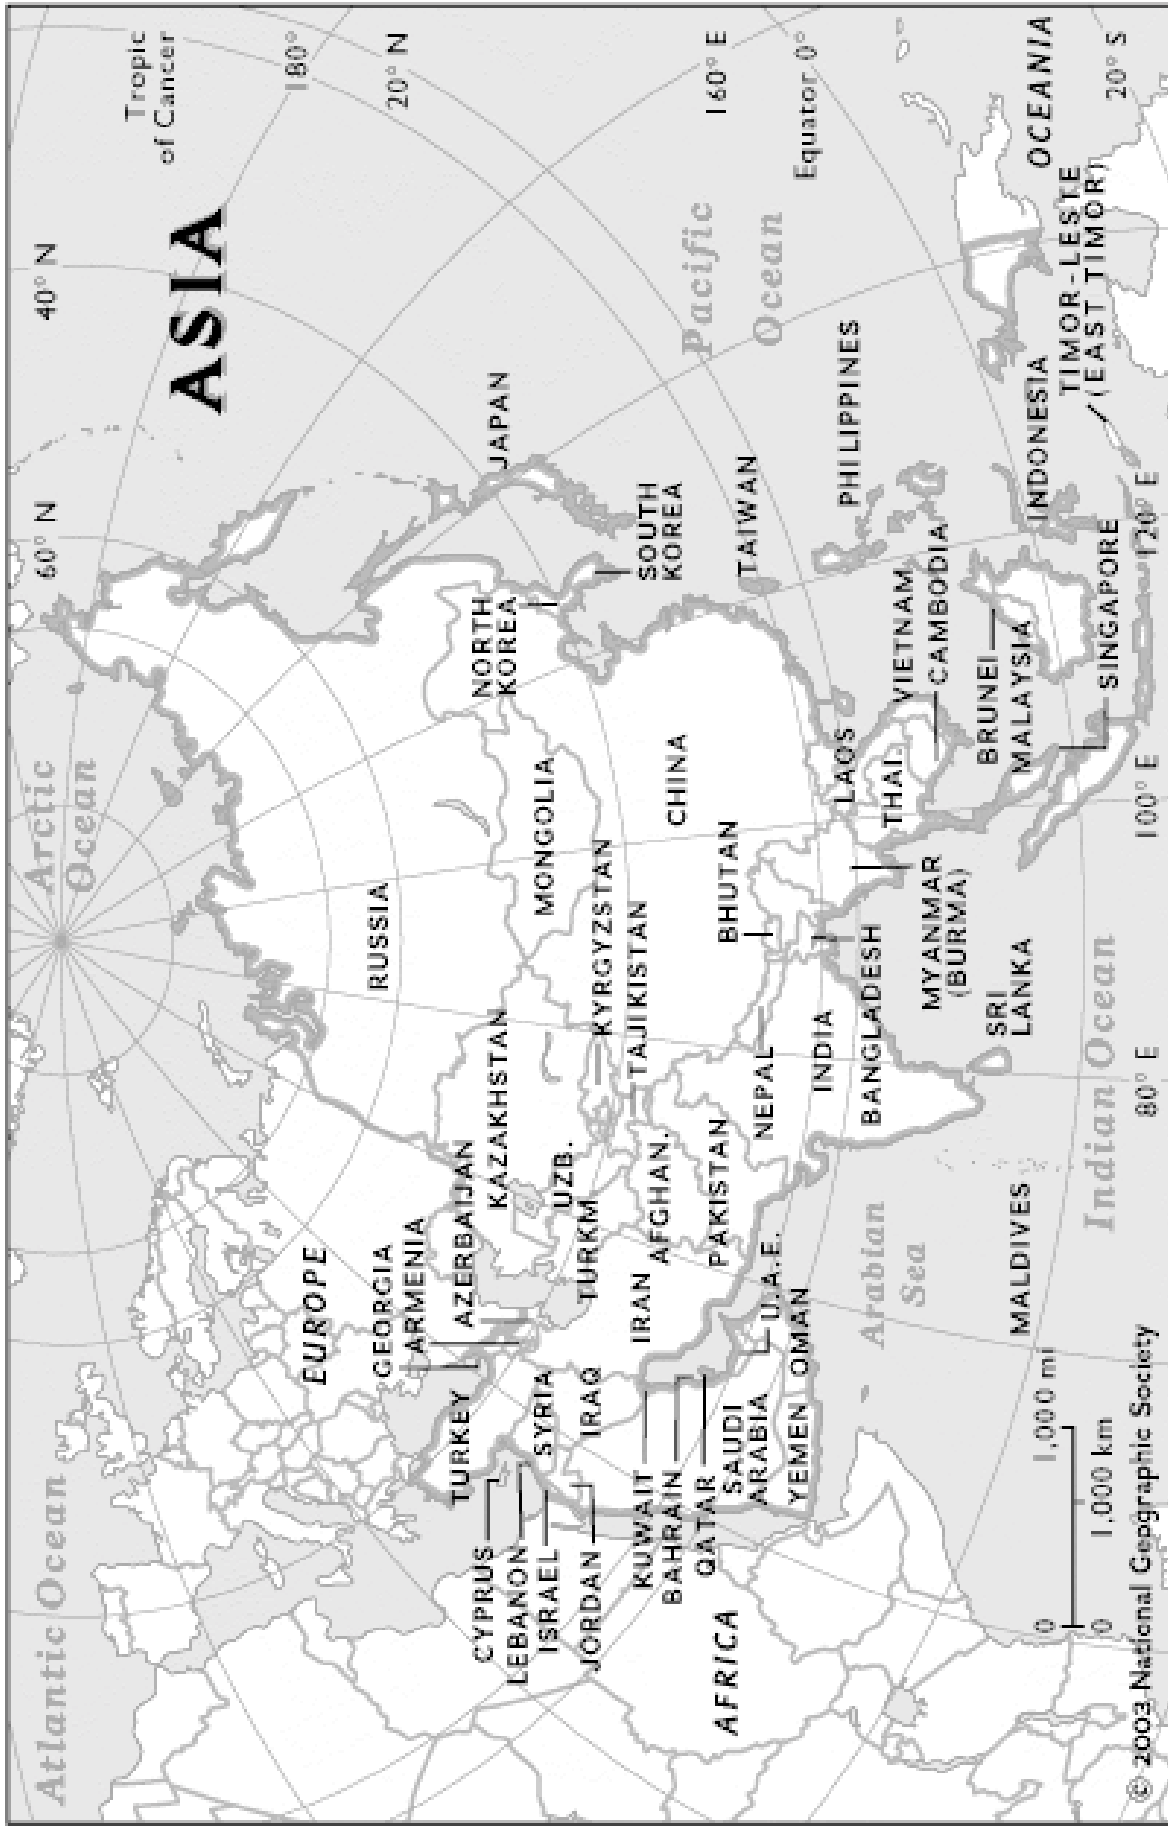 ASIA
Tropic
of Cancer
180°
20° N
40° N
60° N
160° E
Equator 0°
20° S
OCEANIA
Arctic
Ocean
Atlantic Ocean
Pacific
Ocean
EUROPE
RUSSIA
JAPAN
NORTH
KOREA
SOUTH
KOREA
MONGOLIA
CHINA
TAIWAN
PHILIPPINES
KAZAKHSTAN
KYRGYZSTAN
TAJIKISTAN
UZB.
TURKM.
AFGHAN.
PAKISTAN
GEORGIA
ARMENIA
AZERBAIJAN
TURKEY
SYRIA
IRAQ
IRAN
CYPRUS
LEBANON
ISRAEL
JORDAN
KUWAIT
BAHRAIN
QATAR
SAUDI
ARABIA
YEMEN
OMAN
U.A.E.
AFRICA
NEPAL
BHUTAN
INDIA
BANGLADESH
MYANMAR
(BURMA)
SRI
LANKA
MALDIVES
LAOS
THAI.
VIETNAM
CAMBODIA
BRUNEI
MALAYSIA
SINGAPORE
INDONESIA
TIMOR-LESTE
(EAST TIMOR)
Arabian
Sea
Indian Ocean
80° E
100° E
120° E
0 1,000 mi
0 1,000 km
© 2003 National Geographic Society